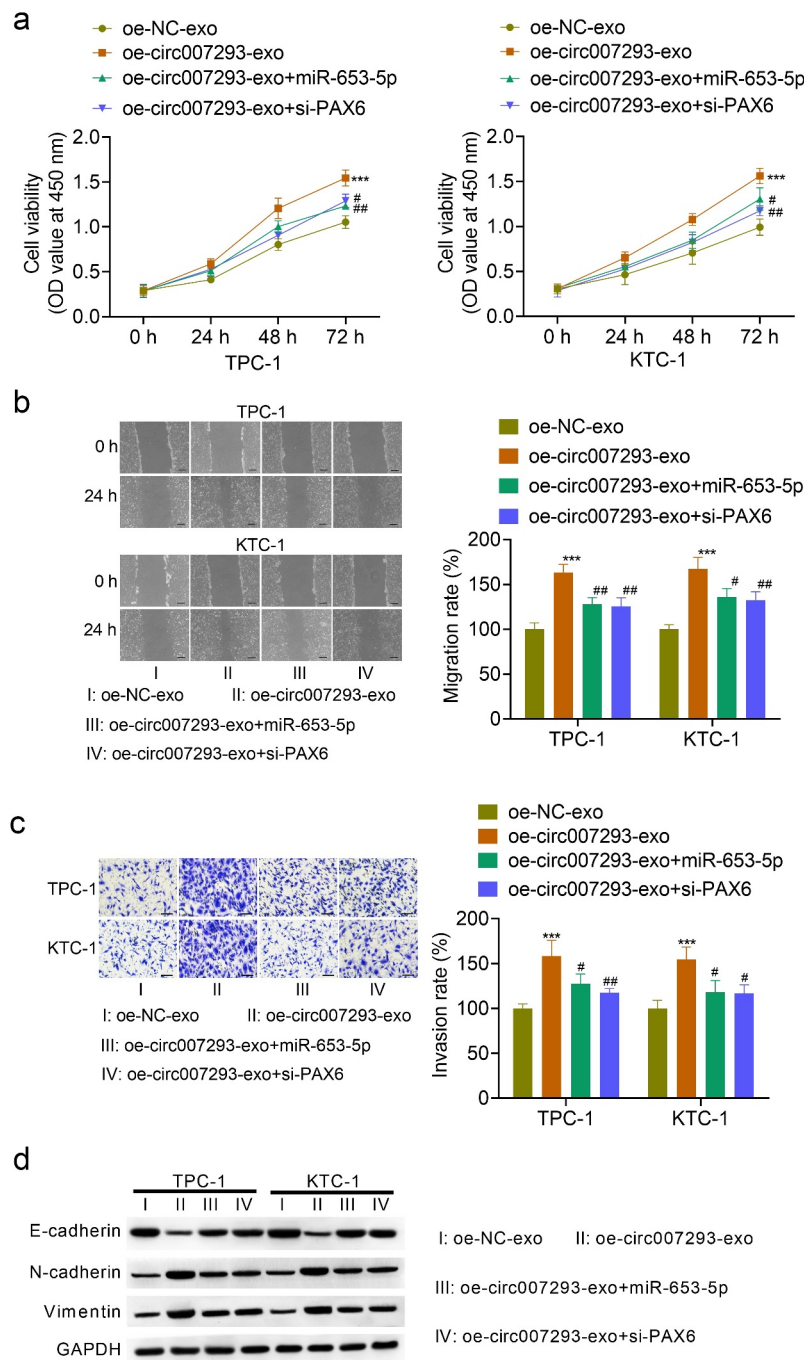 a
oe-NC-exo
oe-circ007293-exo
oe-circ007293-exo+miR-653-5p
oe-circ007293-exo+si-PAX6
Cell viability
(OD value at 450 nm)
2.0
1.5
1.0
0.5
0.0
***
#
##
0 h 24 h 48 h 72 h
TPC-1
oe-NC-exo
oe-circ007293-exo
oe-circ007293-exo+miR-653-5p
oe-circ007293-exo+si-PAX6
Cell viability
(OD value at 450 nm)
2.0
1.5
1.0
0.5
0.0
***
#
##
0 h 24 h 48 h 72 h
KTC-1
b
TPC-1
0 h
24 h
KTC-1
0 h
24 h
I II III IV
I: oe-NC-exo II: oe-circ007293-exo
III: oe-circ007293-exo+miR-653-5p
IV: oe-circ007293-exo+si-PAX6
oe-NC-exo
oe-circ007293-exo
oe-circ007293-exo+miR-653-5p
oe-circ007293-exo+si-PAX6
Migration rate (%)
200
150
100
50
0
*** ## ## *** # ##
TPC-1 KTC-1
c
TPC-1
KTC-1
I II III IV
I: oe-NC-exo II: oe-circ007293-exo
III: oe-circ007293-exo+miR-653-5p
IV: oe-circ007293-exo+si-PAX6
oe-NC-exo
oe-circ007293-exo
oe-circ007293-exo+miR-653-5p
oe-circ007293-exo+si-PAX6
Invasion rate (%)
200
150
100
50
0
*** # ## *** # #
TPC-1 KTC-1
d
TPC-1 KTC-1
I II III IV I II III IV
E-cadherin
N-cadherin
Vimentin
GAPDH
I: oe-NC-exo II: oe-circ007293-exo
III: oe-circ007293-exo+miR-653-5p
IV: oe-circ007293-exo+si-PAX6